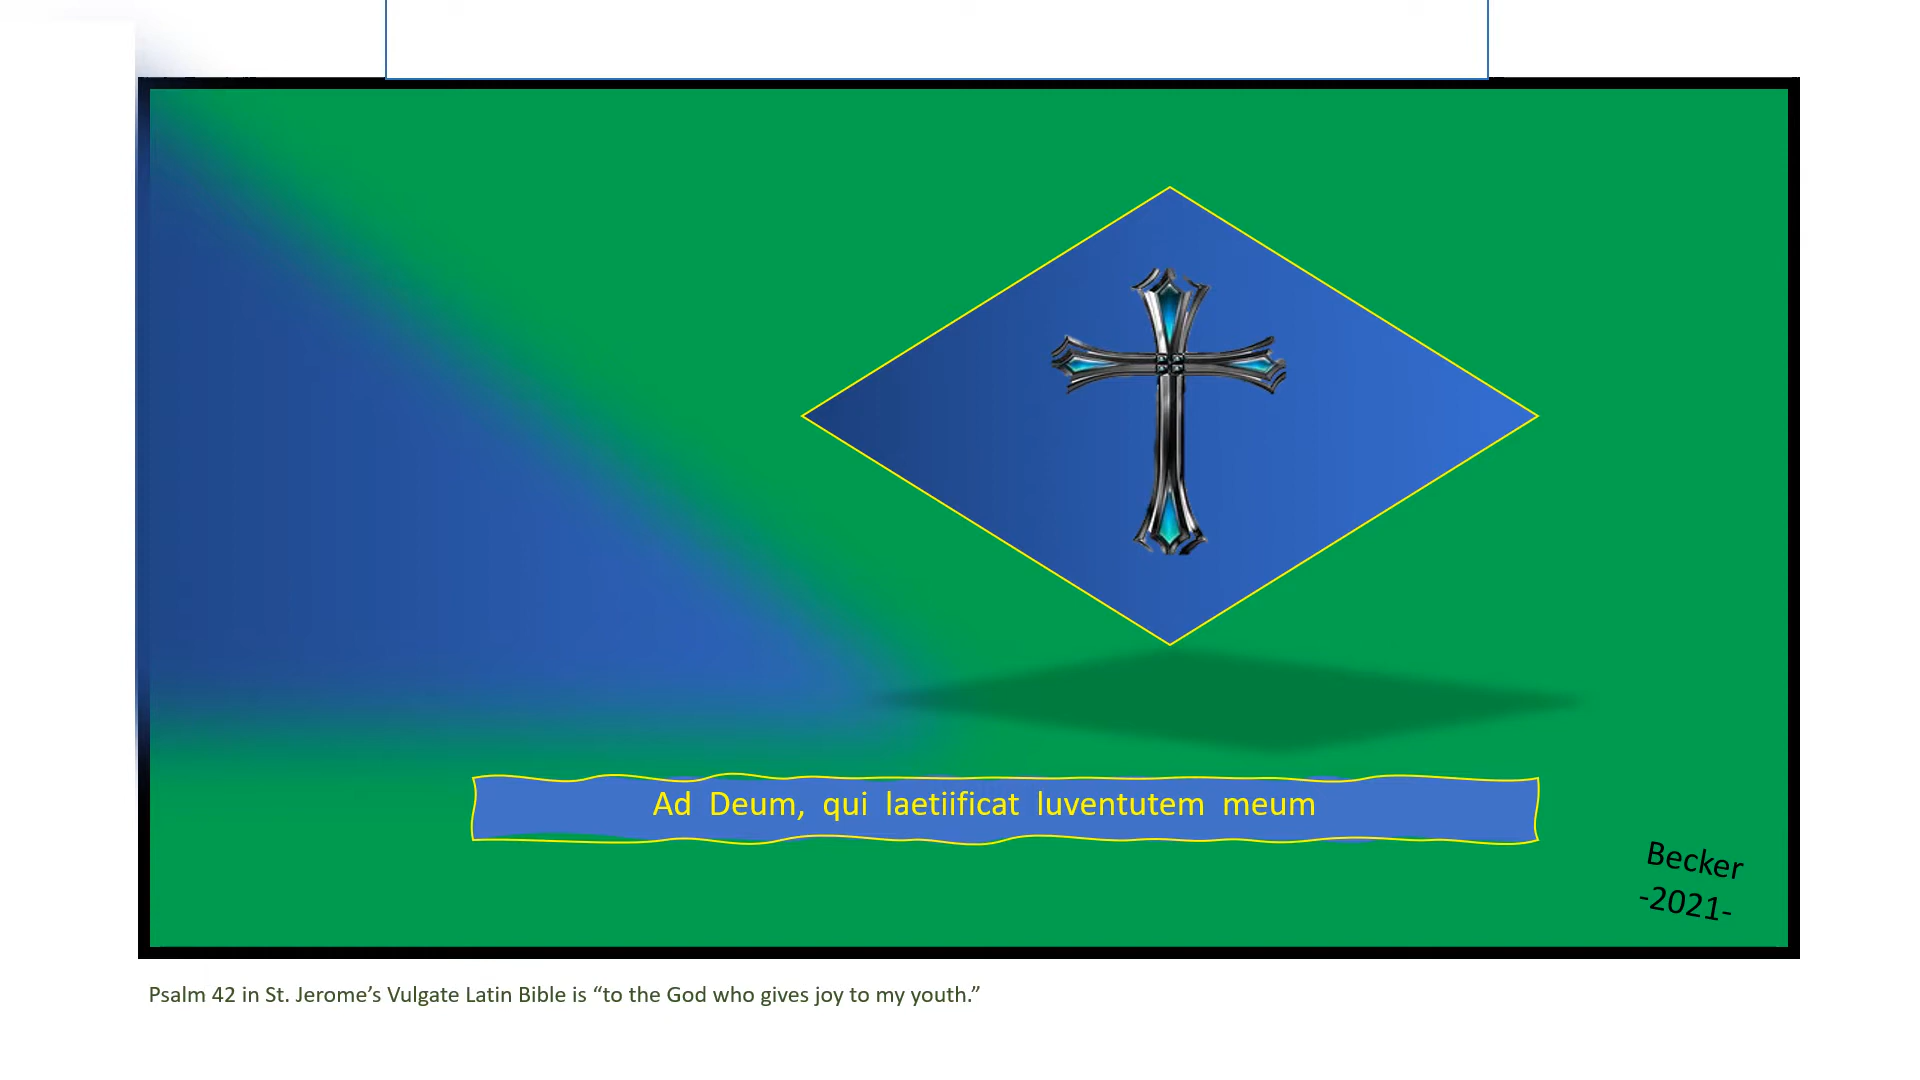 Ad Deum, qui laetiificat luventutem meum
Becker
-2021-
Psalm 42 in St. Jerome’s Vulgate Latin Bible is “to the God who gives joy to my youth.”